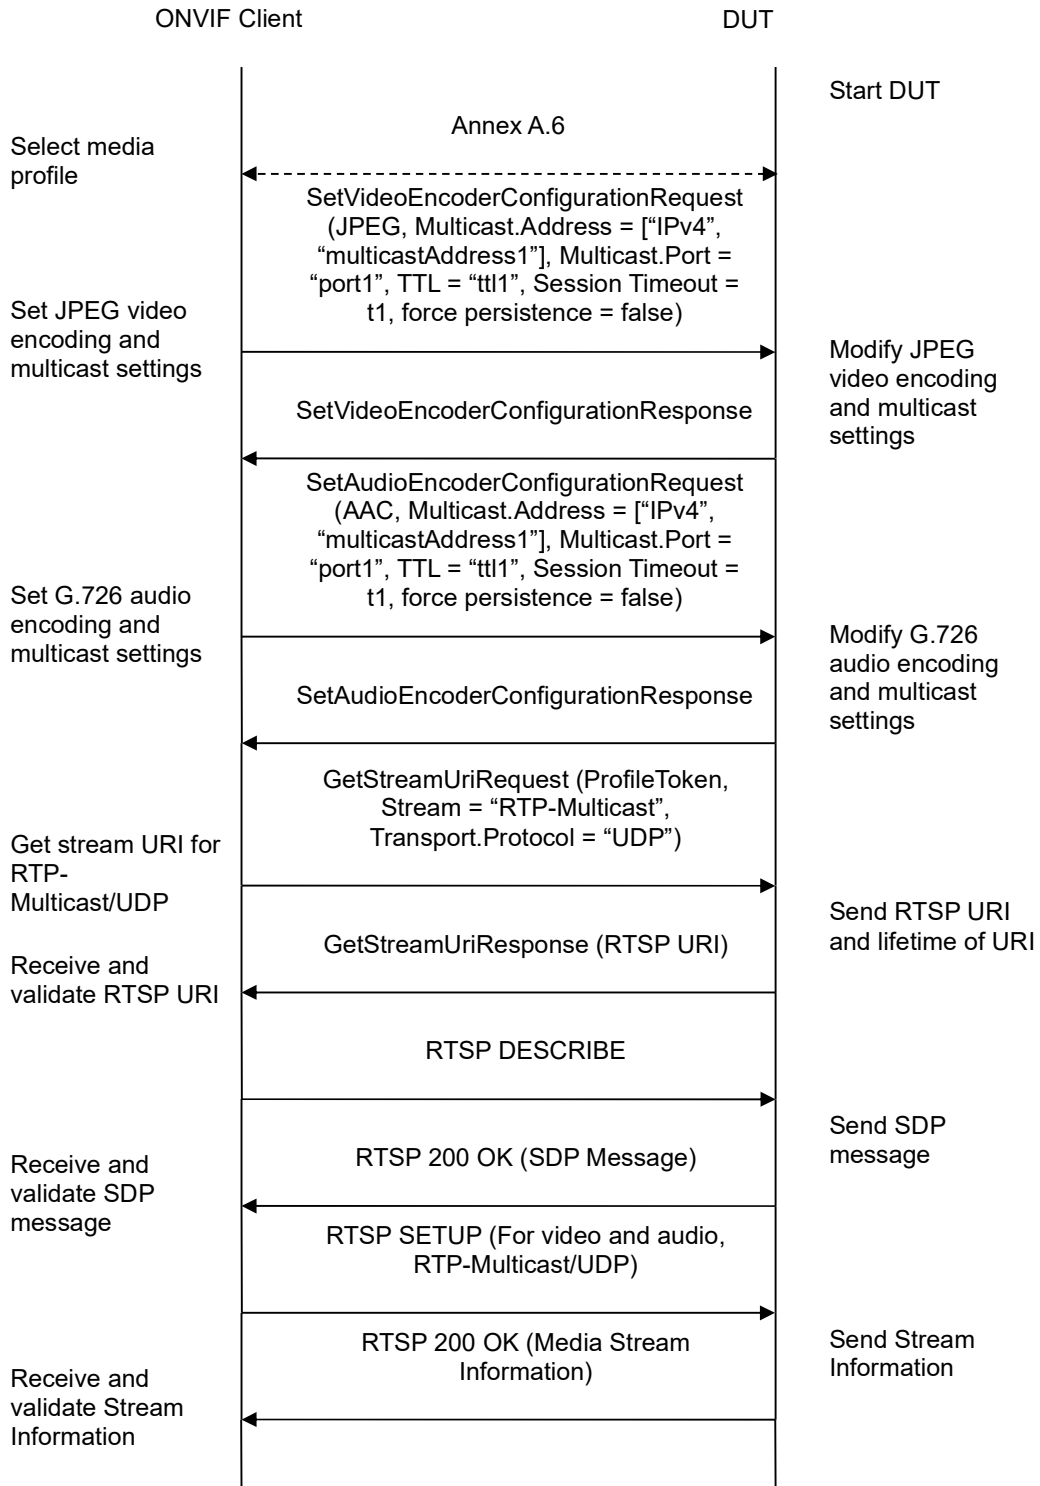 ONVIF Client
DUT
Start DUT
Annex A.6
Select media
profile
SetVideoEncoderConfigurationRequest
(JPEG, Multicast.Address = [“IPv4”,
“multicastAddress1”], Multicast.Port =
“port1”, TTL = “ttl1”, Session Timeout =
t1, force persistence = false)
Set JPEG video
encoding and
multicast settings
Modify JPEG
video encoding
and multicast
settings
SetVideoEncoderConfigurationResponse
SetAudioEncoderConfigurationRequest
(AAC, Multicast.Address = [“IPv4”,
“multicastAddress1”], Multicast.Port =
“port1”, TTL = “ttl1”, Session Timeout =
t1, force persistence = false)
Set G.726 audio
encoding and
multicast settings
Modify G.726
audio encoding
and multicast
settings
SetAudioEncoderConfigurationResponse
GetStreamUriRequest (ProfileToken,
Stream = “RTP-Multicast”,
Transport.Protocol = “UDP”)
Get stream URI for
RTP-
Multicast/UDP
Send RTSP URI
and lifetime of URI
GetStreamUriResponse (RTSP URI)
Receive and
validate RTSP URI
RTSP DESCRIBE
Send SDP
message
RTSP 200 OK (SDP Message)
Receive and
validate SDP
message
RTSP SETUP (For video and audio,
RTP-Multicast/UDP)
Send Stream
Information
RTSP 200 OK (Media Stream
Information)
Receive and
validate Stream
Information